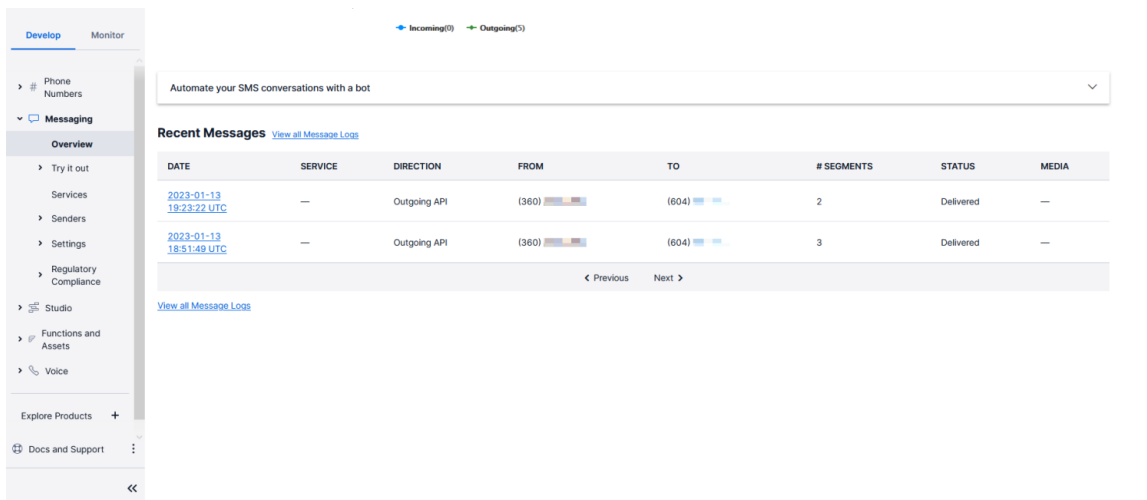 Develop Monitor
Incoming(0) Outgoing(5)
Phone
Numbers
Messaging
Overview
Try it out
Services
Senders
Settings
Regulatory
Compliance
Studio
Functions and
Assets
Voice
Explore Products +
Docs and Support
Automate your SMS conversations with a bot
Recent Messages View all Message Logs
DATE SERVICE DIRECTION FROM TO # SEGMENTS STATUS MEDIA
2023-01-13
19:23:22 UTC — Outgoing API (360) (604) 2 Delivered —
2023-01-13
18:51:49 UTC — Outgoing API (360) (604) 3 Delivered —
Previous Next
View all Message Logs